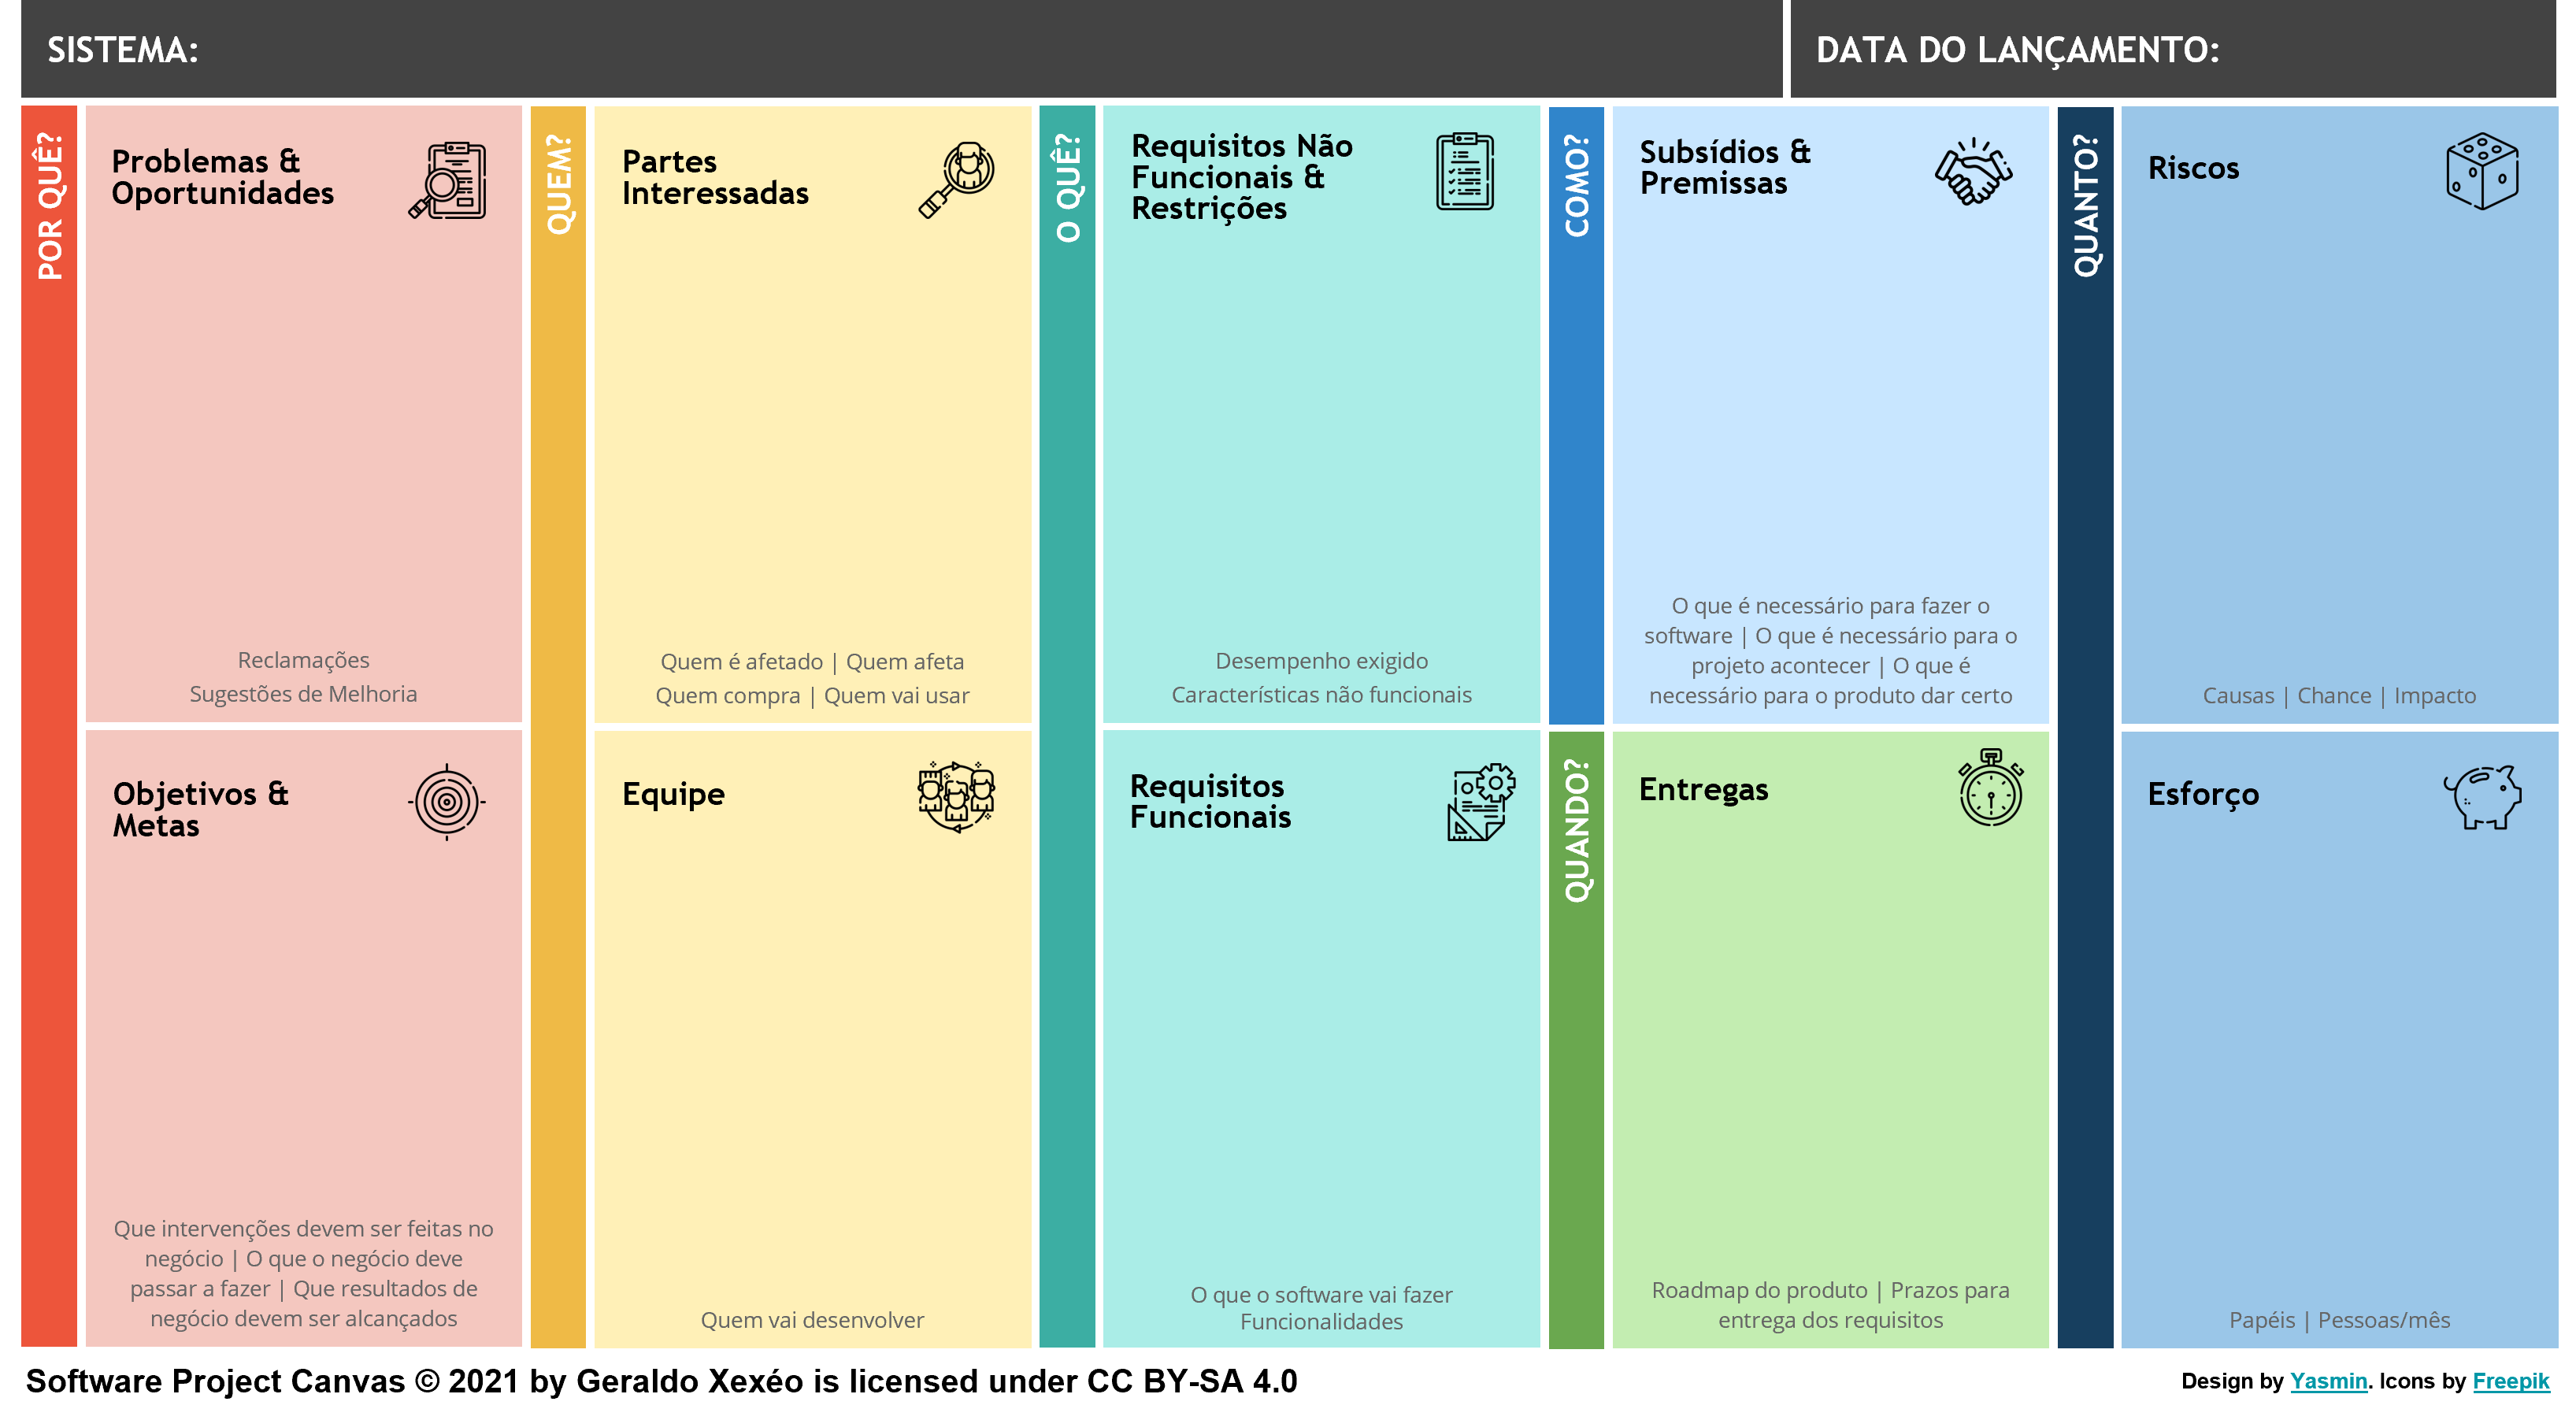 SISTEMA:
DATA DO LANÇAMENTO:
POR QUÊ?
Problemas &
Oportunidades
Reclamações
Sugestões de Melhoria
Objetivos &
Metas
Que intervenções devem ser feitas no
negócio | O que o negócio deve
passar a fazer | Que resultados de
negócio devem ser alcançados
QUEM?
Partes
Interessadas
Quem é afetado | Quem afeta
Quem compra | Quem vai usar
Equipe
Quem vai desenvolver
O QUÊ?
Requisitos Não
Funcionais &
Restrições
Desempenho exigido
Características não funcionais
Requisitos
Funcionais
O que o software vai fazer
Funcionalidades
COMO?
Subsídios &
Premissas
O que é necessário para fazer o
software | O que é necessário para o
projeto acontecer | O que é
necessário para o produto dar certo
QUANDO?
Entregas
Roadmap do produto | Prazos para
entrega dos requisitos
QUANTO?
Riscos
Causas | Chance | Impacto
Esforço
Papéis | Pessoas/mês
Software Project Canvas © 2021 by Geraldo Xexéo is licensed under CC BY-SA 4.0
Design by Yasmin. Icons by Freepik